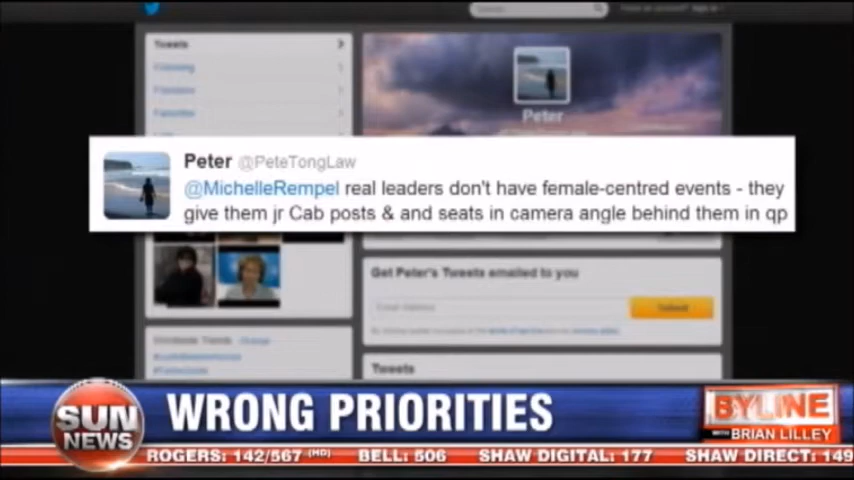 Tweets
Following
Favorites
Peter
Peter @PeteTongLaw
@MichelleRempel real leaders don't have female-centred events - they
give them jr Cab posts & and seats in camera angle behind them in qp
Get Peter's Tweets emailed to you
Tweets
SUN
NEWS
WRONG PRIORITIES
BYLINE
WITH
BRIAN LILLEY
ROGERS: 142/567 (HD) BELL: 506 SHAW DIGITAL: 177 SHAW DIRECT: 149